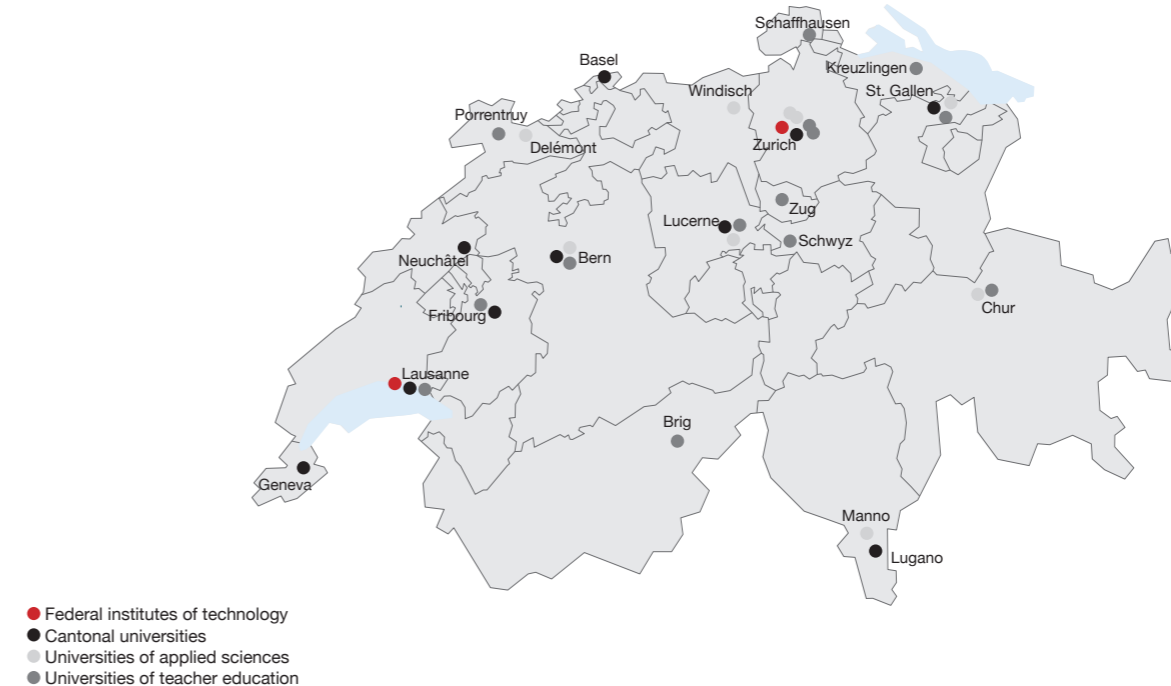 Schaffhausen
Basel
Kreuzlingen
Windisch
St. Gallen
Porrentruy
Delémont
Zurich
Zug
Lucerne
Schwyz
Neuchâtel
Bern
Chur
Fribourg
Lausanne
Brig
Geneva
Manno
Lugano
Federal institutes of technology
Cantonal universities
Universities of applied sciences
Universities of teacher education